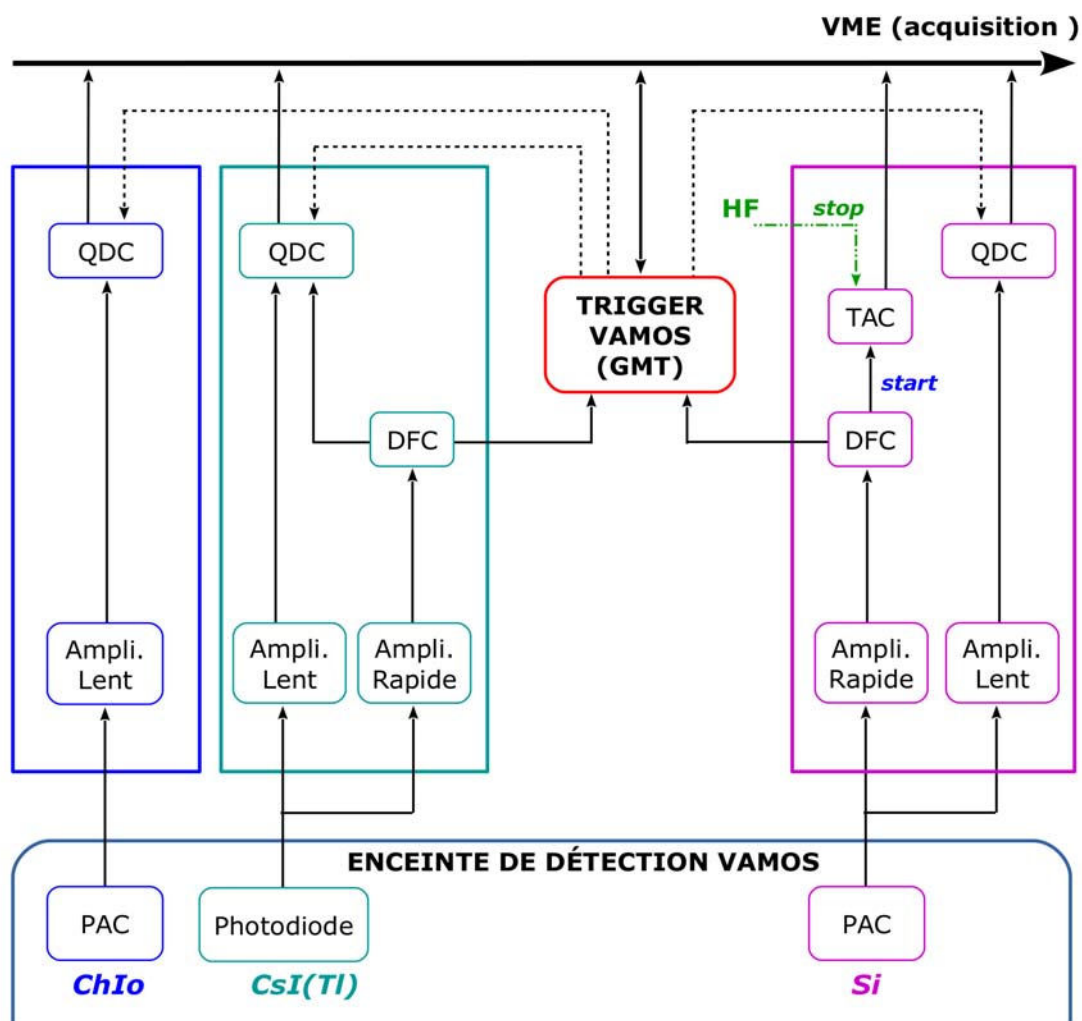 VME (acquisition )
HF stop
QDC
QDC
QDC
TRIGGER
VAMOS
(GMT)
TAC
start
DFC
DFC
Ampli.
Lent
Ampli.
Lent
Ampli.
Rapide
Ampli.
Rapide
Ampli.
Lent
ENCEINTE DE DÉTECTION VAMOS
PAC
Photodiode
PAC
ChIo
CsI(Tl)
Si